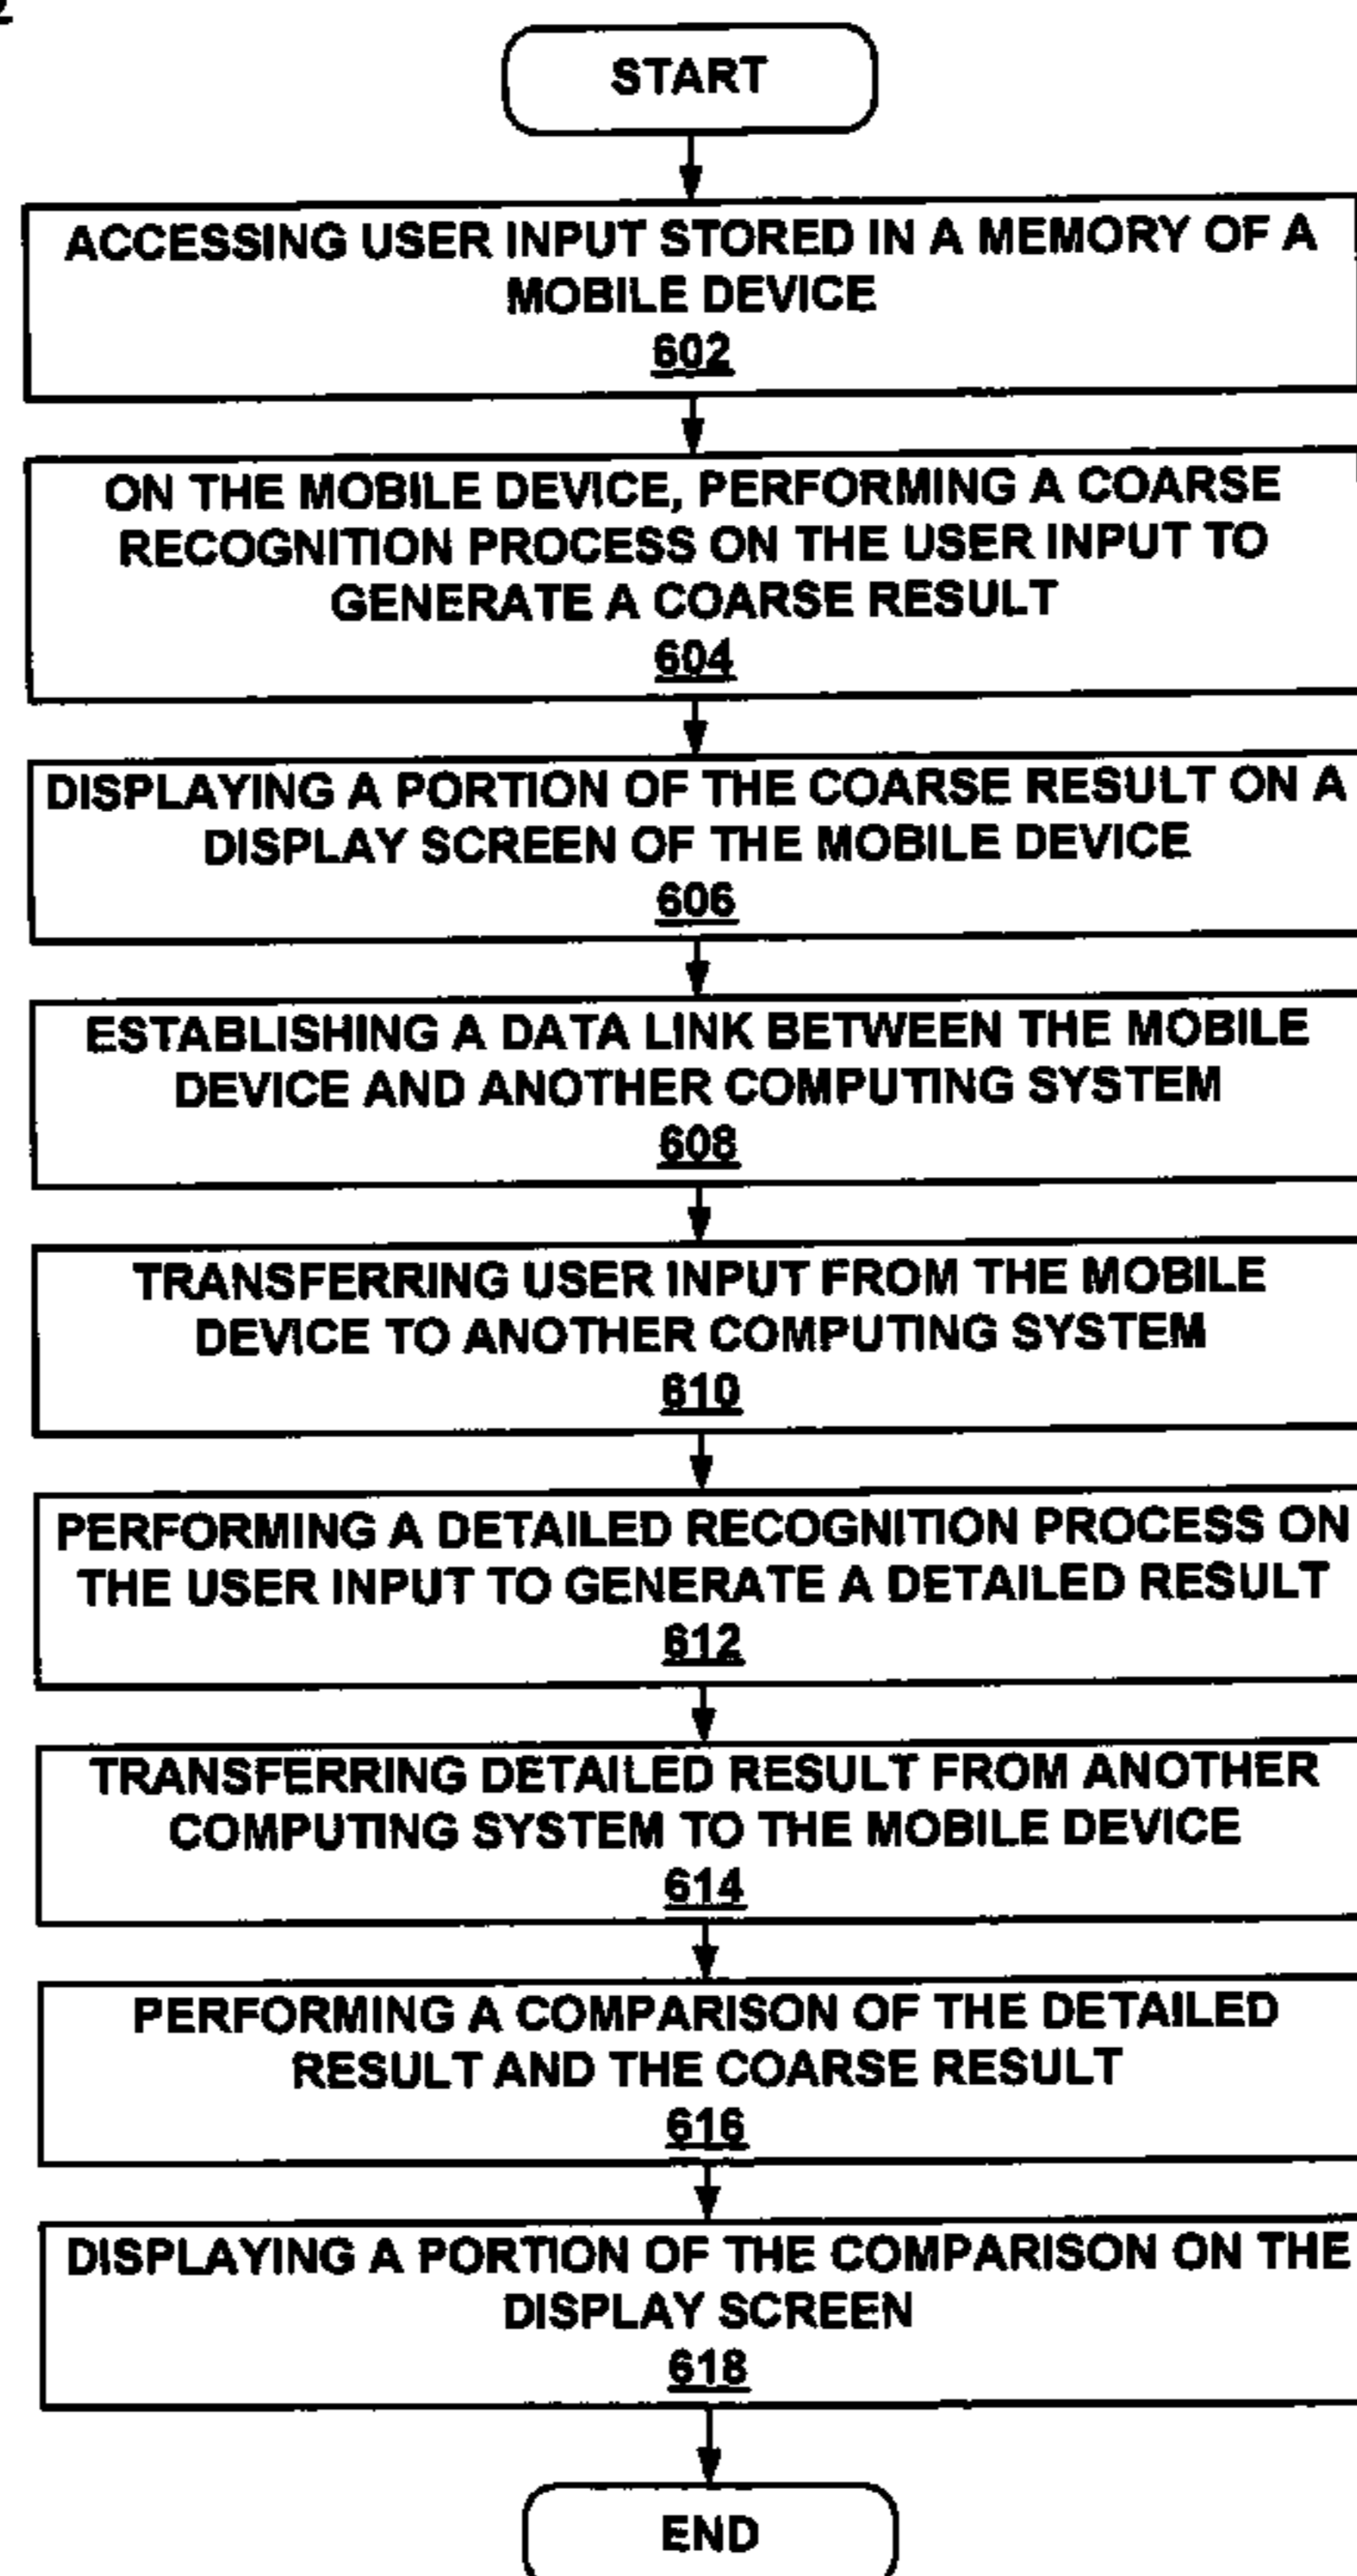 START
ACCESSING USER INPUT STORED IN A MEMORY OF A
MOBILE DEVICE
602
ON THE MOBILE DEVICE, PERFORMING A COARSE
RECOGNITION PROCESS ON THE USER INPUT TO
GENERATE A COARSE RESULT
604
DISPLAYING A PORTION OF THE COARSE RESULT ON A
DISPLAY SCREEN OF THE MOBILE DEVICE
606
ESTABLISHING A DATA LINK BETWEEN THE MOBILE
DEVICE AND ANOTHER COMPUTING SYSTEM
608
TRANSFERRING USER INPUT FROM THE MOBILE
DEVICE TO ANOTHER COMPUTING SYSTEM
610
PERFORMING A DETAILED RECOGNITION PROCESS ON
THE USER INPUT TO GENERATE A DETAILED RESULT
612
TRANSFERRING DETAILED RESULT FROM ANOTHER
COMPUTING SYSTEM TO THE MOBILE DEVICE
614
PERFORMING A COMPARISON OF THE DETAILED
RESULT AND THE COARSE RESULT
616
DISPLAYING A PORTION OF THE COMPARISON ON THE
DISPLAY SCREEN
618
END